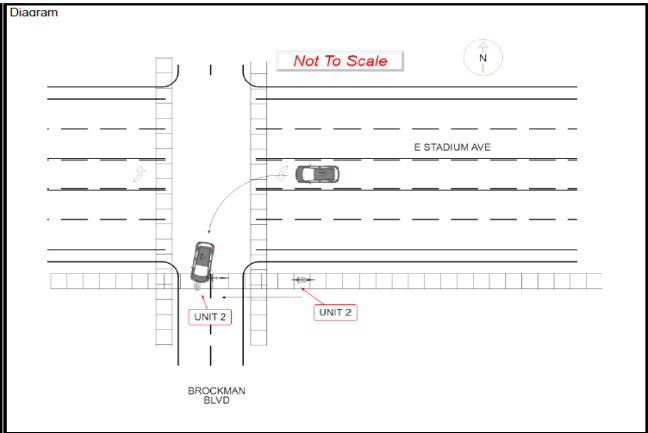 Diagram
Not To Scale
N
E STADIUM AVE
UNIT 2
UNIT 2
BROCKMAN
BLVD